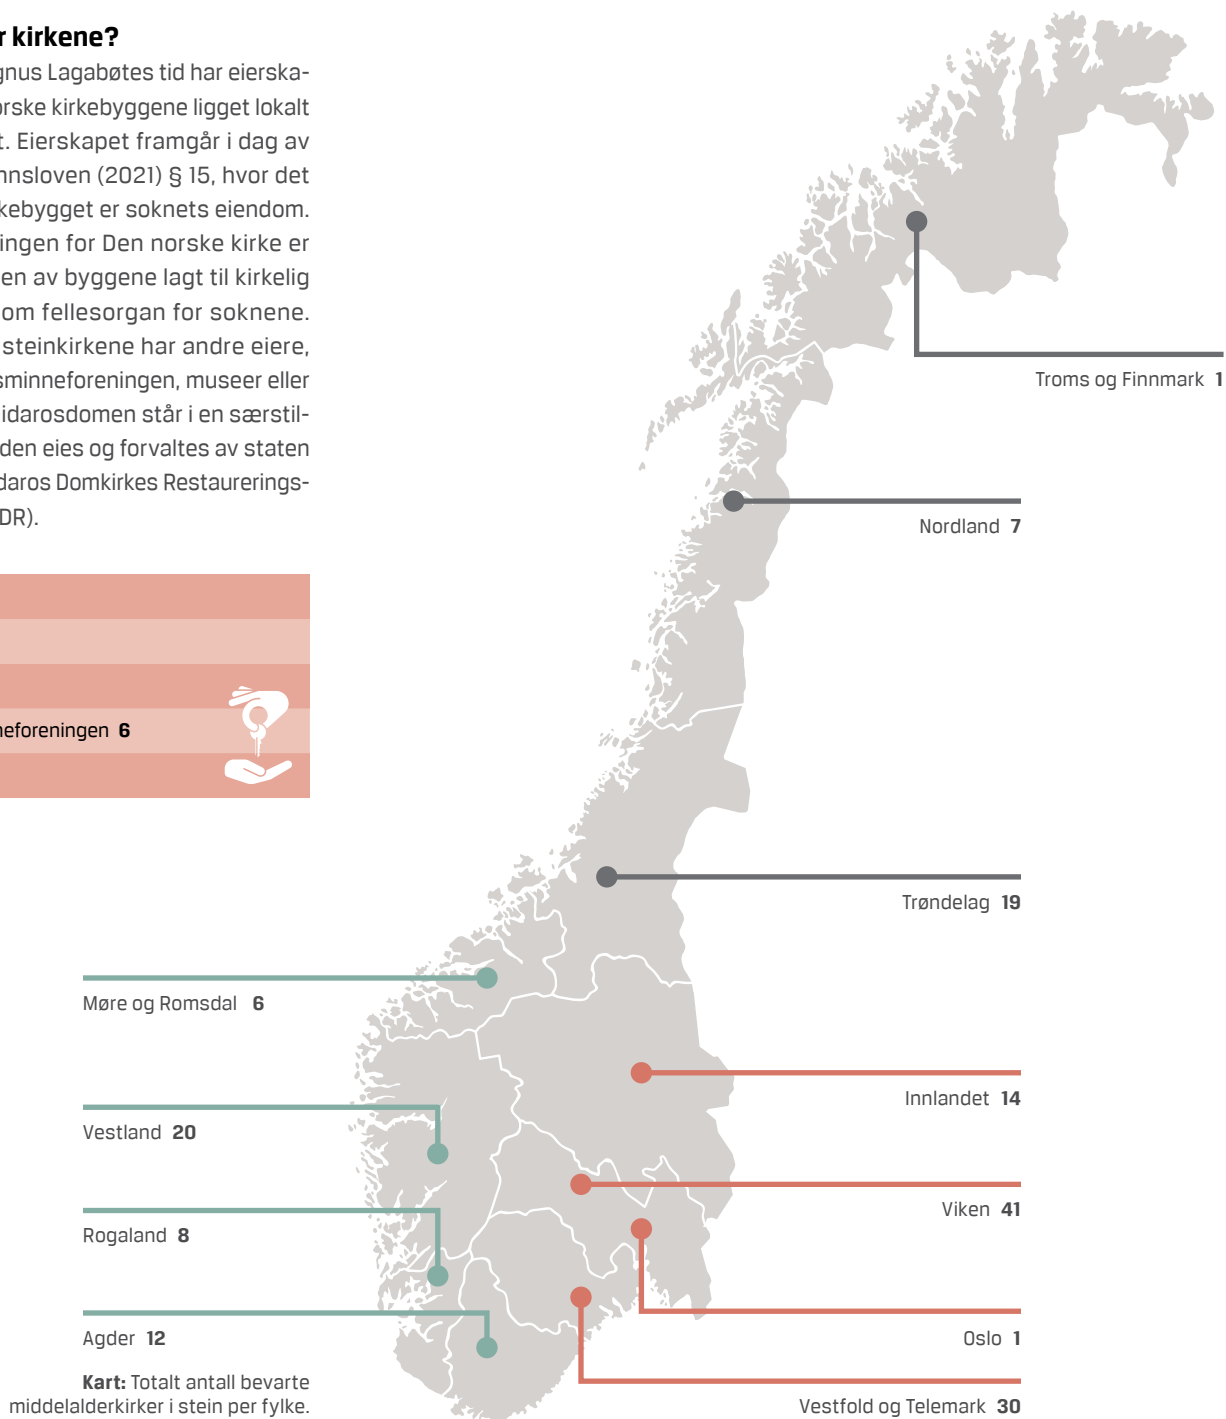 r kirkene?
gnus Lagabøtes tid har eierska-
orske kirkebyggene ligget lokalt
t. Eierskapet framgår i dag av
nnsloven (2021) § 15, hvor det
kebygget er soknets eiendom.
ingen for Den norske kirke er
en av byggene lagt til kirkelig
om fellesorgan for soknene.
steinkirkene har andre eiere,
sminneforeningen, museer eller
idarosdomen står i en særstil-
den eies og forvaltes av staten
daros Domkirkes Restaurerings-
DR).
neforeningen 6
Troms og Finnmark 1
Nordland 7
Trøndelag 19
Møre og Romsdal 6
Innlandet 14
Vestland 20
Viken 41
Rogaland 8
Agder 12
Oslo 1
Kart: Totalt antall bevarte
middelalderkirker i stein per fylke.
Vestfold og Telemark 30